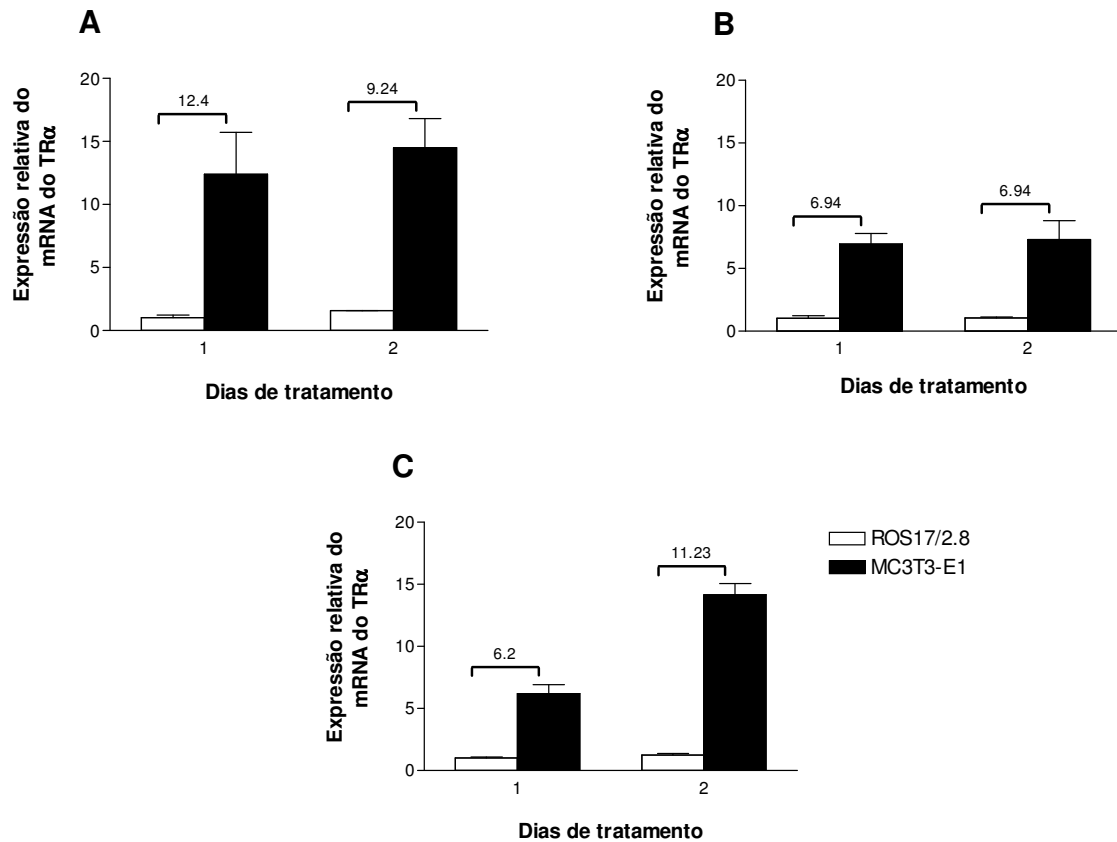 A
Expressão relativa do
mRNA do TRα
20
15
10
5
0
12.4
9.24
1
2
Dias de tratamento
B
Expressão relativa do
mRNA do TRα
20
15
10
5
0
6.94
6.94
1
2
Dias de tratamento
C
Expressão relativa do
mRNA do TRα
20
15
10
5
0
6.2
11.23
1
2
Dias de tratamento
ROS17/2.8
MC3T3-E1